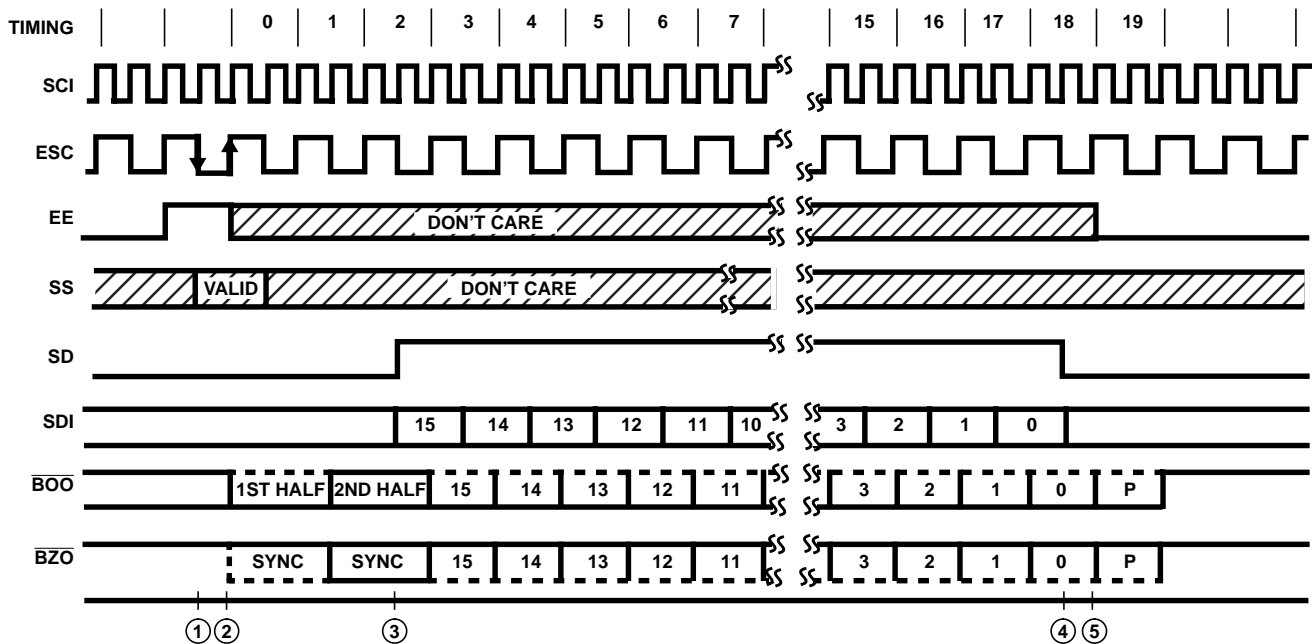 TIMING 0 1 2 3 4 5 6 7 15 16 17 18 19
SCI
ESC
EE DON'T CARE
SS VALID DON'T CARE
SD
SDI 15 14 13 12 11 10 3 2 1 0
BOO 1ST HALF 2ND HALF 15 14 13 12 11 3 2 1 0 P
BZO SYNC SYNC 15 14 13 12 11 3 2 1 0 P
1 2 3 4 5